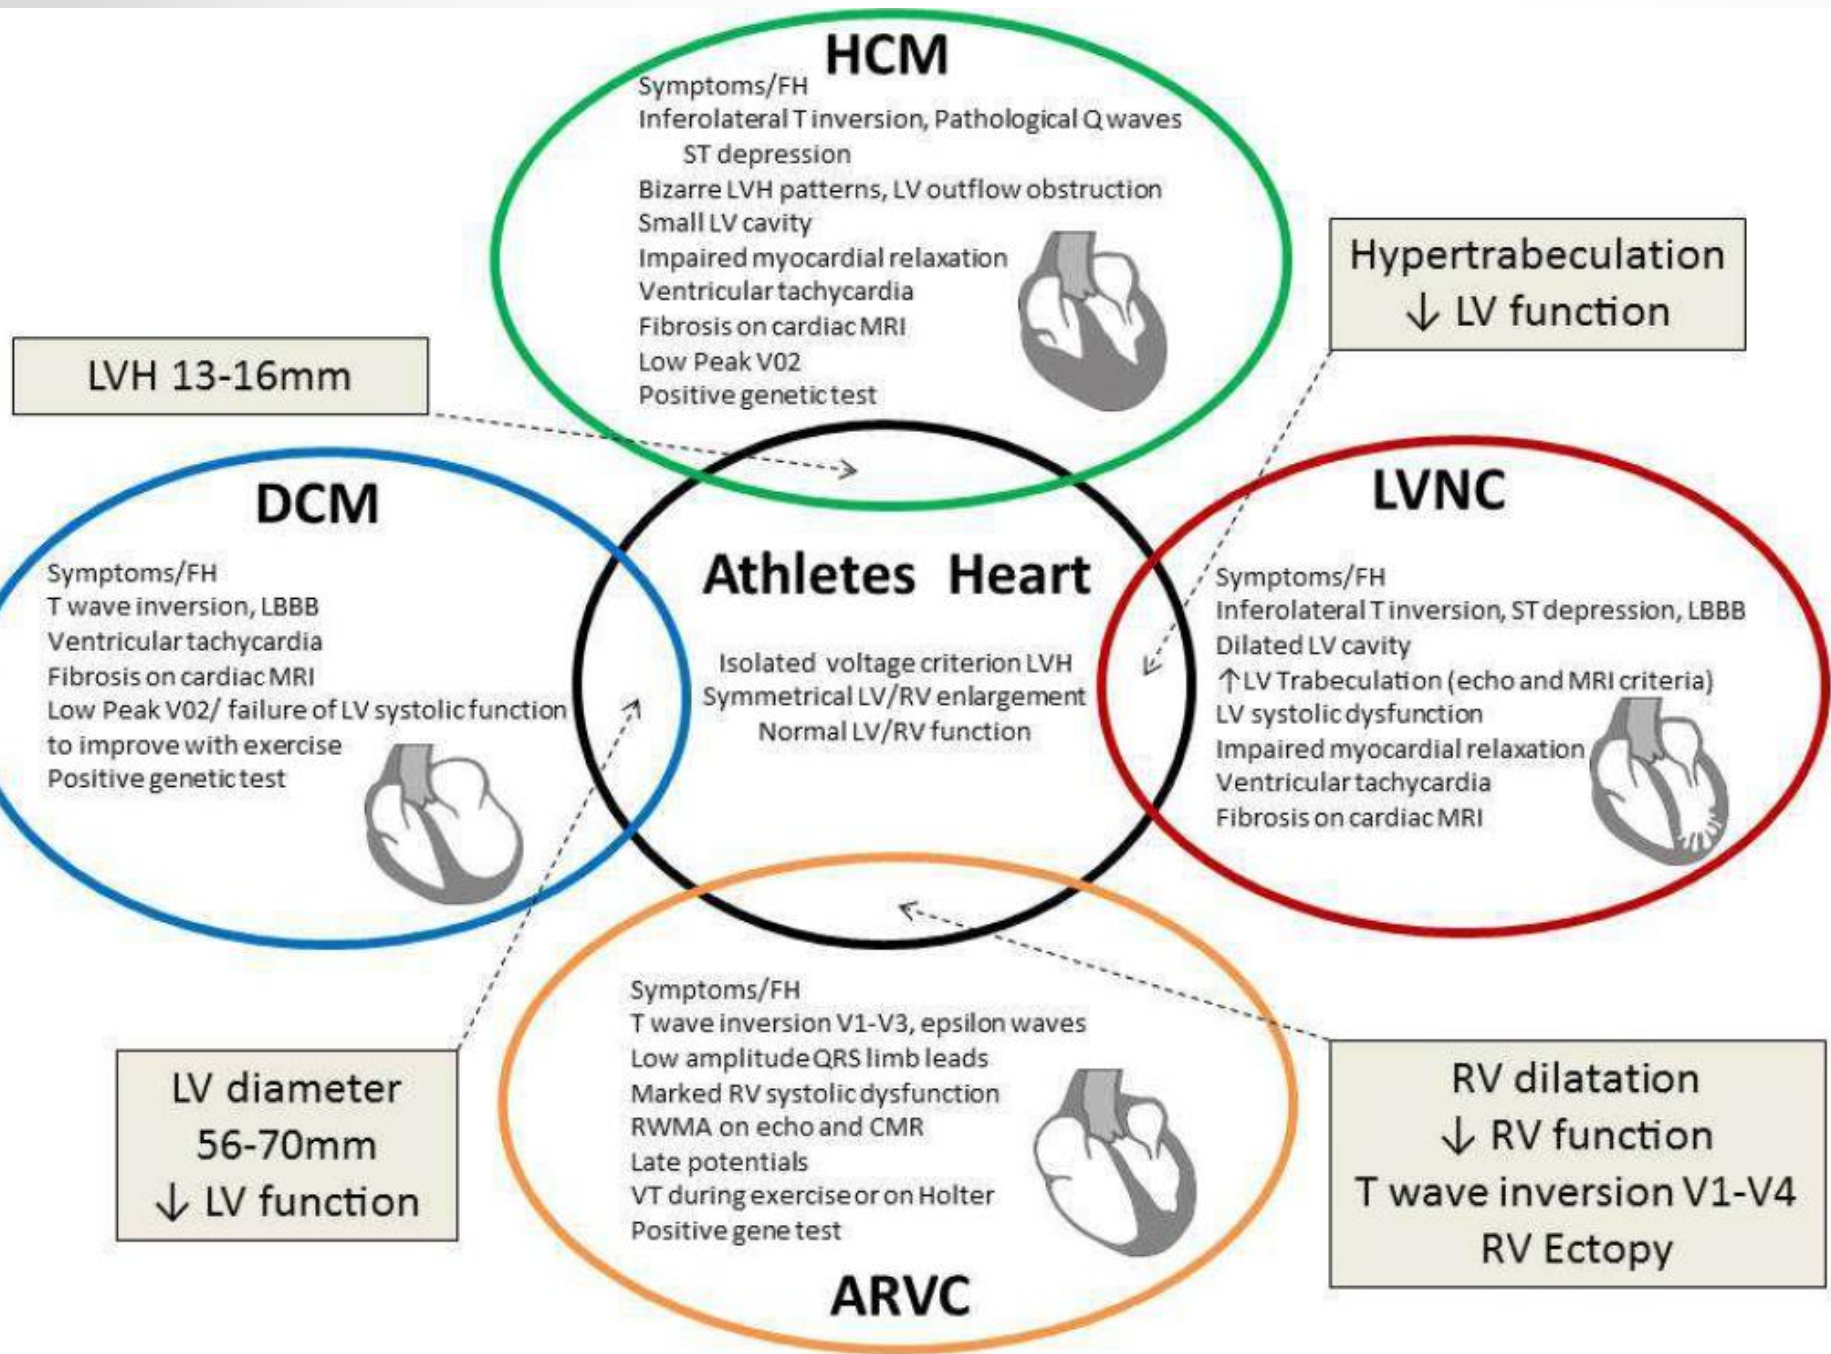 HCM
Symptoms/FH
Inferolateral T inversion, Pathological Q waves
ST depression
Bizarre LVH patterns, LV outflow obstruction
Small LV cavity
Impaired myocardial relaxation
Ventricular tachycardia
Fibrosis on cardiac MRI
Low Peak V02
Positive genetic test
Hypertrabeculation
↓ LV function
LVH 13-16mm
DCM
Symptoms/FH
T wave inversion, LBBB
Ventricular tachycardia
Fibrosis on cardiac MRI
Low Peak V02/ failure of LV systolic function
to improve with exercise
Positive genetic test
Athletes Heart
Isolated voltage criterion LVH
Symmetrical LV/RV enlargement
Normal LV/RV function
LVNC
Symptoms/FH
Inferolateral T inversion, ST depression, LBBB
Dilated LV cavity
↑LV Trabeculation (echo and MRI criteria)
LV systolic dysfunction
Impaired myocardial relaxation
Ventricular tachycardia
Fibrosis on cardiac MRI
LV diameter
56-70mm
↓ LV function
Symptoms/FH
T wave inversion V1-V3, epsilon waves
Low amplitude QRS limb leads
Marked RV systolic dysfunction
RWMA on echo and CMR
Late potentials
VT during exercise or on Holter
Positive gene test
ARVC
RV dilatation
↓ RV function
T wave inversion V1-V4
RV Ectopy